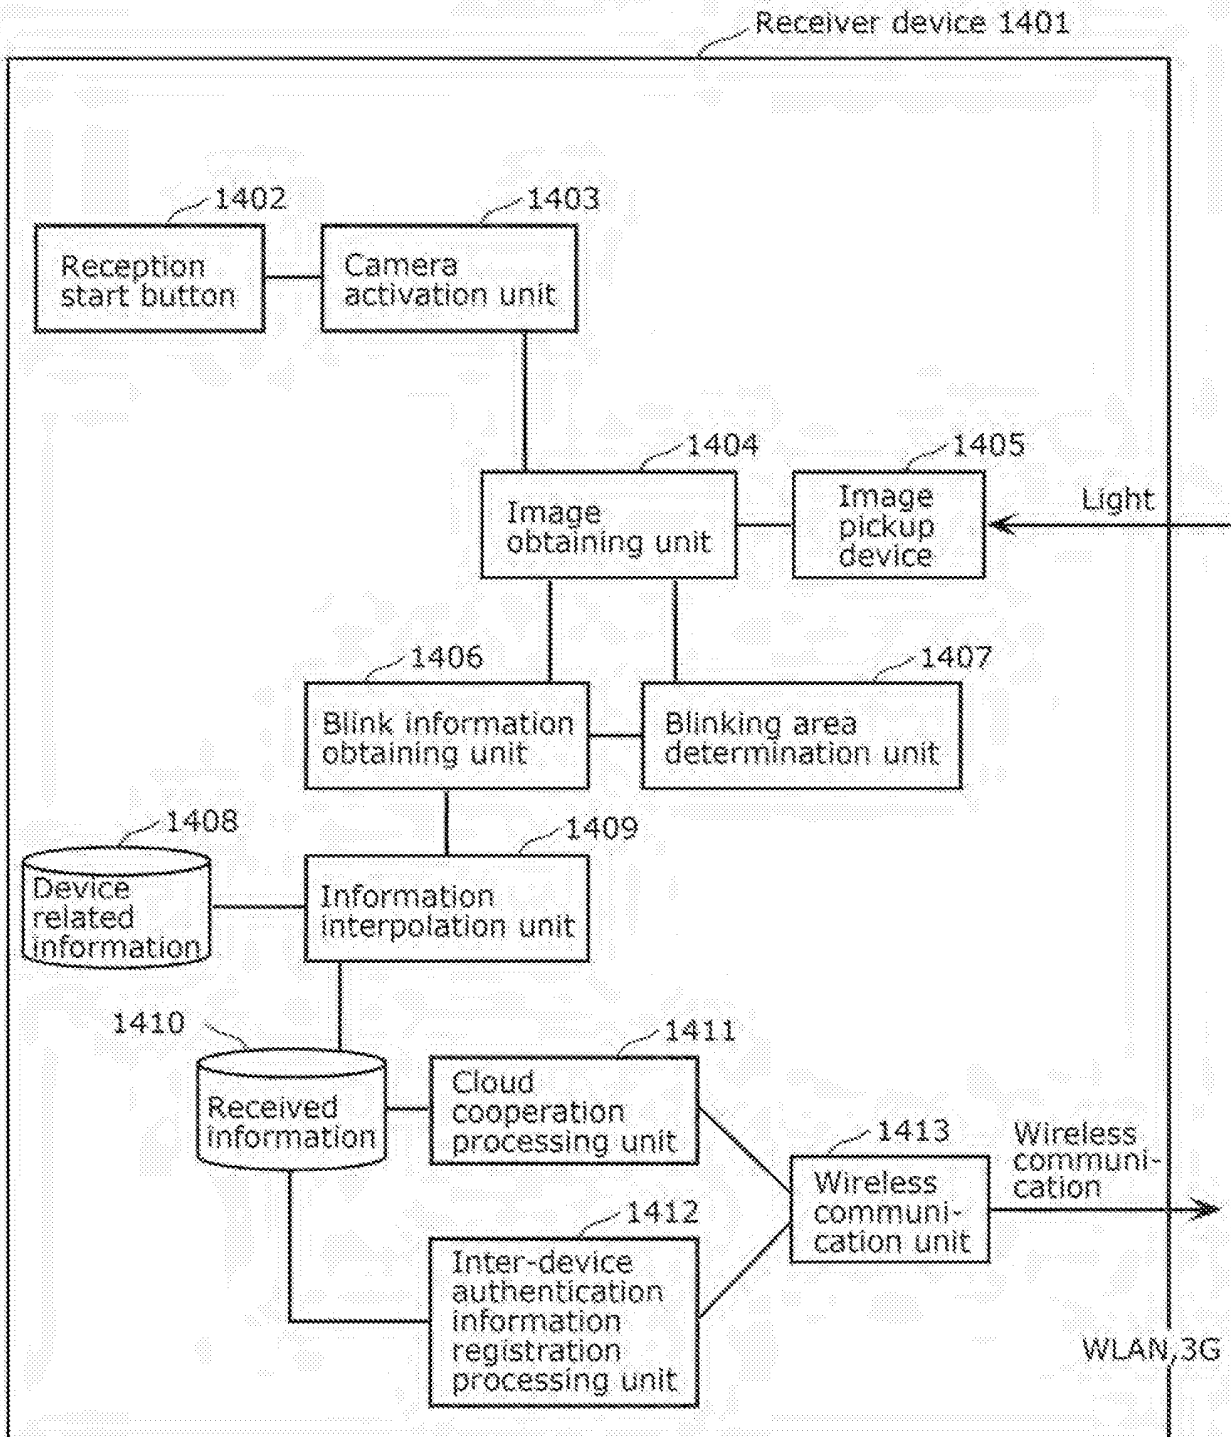 Receiver device 1401
1402
1403
Reception
start button
Camera
activation unit
1404
1405
Image
obtaining unit
Image
pickup
device
Light
1406
1407
Blink information
obtaining unit
Blinking area
determination unit
1408
1409
Device
related
information
Information
interpolation unit
1410
1411
Received
information
Cloud
cooperation
processing unit
1413
Wireless
communi-
cation
Wireless
communi-
cation unit
1412
Inter-device
authentication
information
registration
processing unit
WLAN,3G